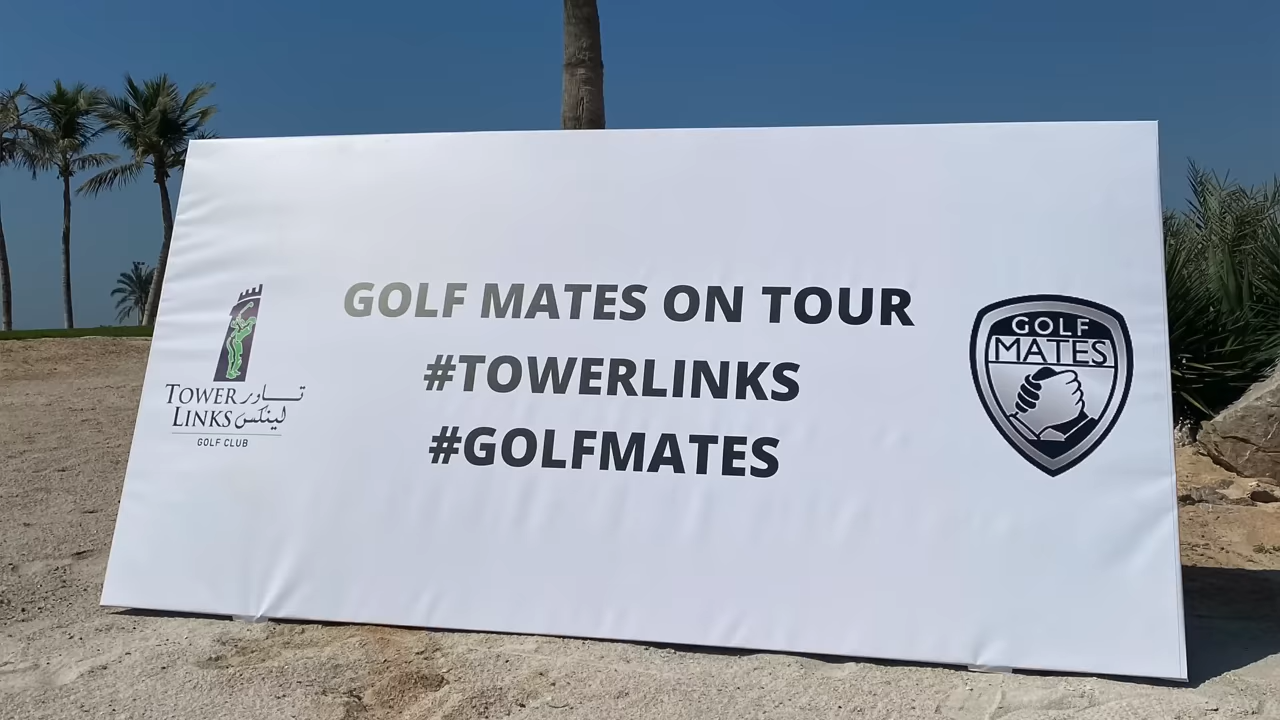 GOLF MATES ON TOUR
#TOWERLINKS
#GOLFMATES
TOWER تاور
LINKS لينكس
GOLF CLUB
GOLF
MATES